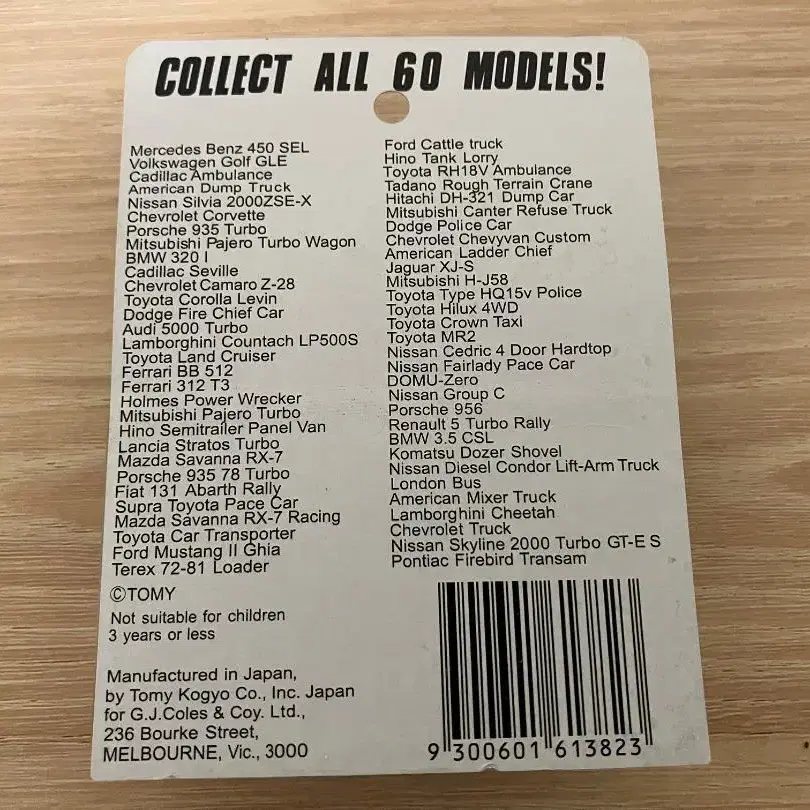 COLLECT ALL 60 MODELS!
Mercedes Benz 450 SEL
Volkswagen Golf GLE
Cadillac Ambulance
American Dump Truck
Nissan Silvia 2000ZSE-X
Chevrolet Corvette
Porsche 935 Turbo
Mitsubishi Pajero Turbo Wagon
BMW 320 I
Cadillac Seville
Chevrolet Camaro Z-28
Toyota Corolla Levin
Dodge Fire Chief Car
Audi 5000 Turbo
Lamborghini Countach LP500S
Toyota Land Cruiser
Ferrari BB 512
Ferrari 312 T3
Holmes Power Wrecker
Mitsubishi Pajero Turbo
Hino Semitrailer Panel Van
Lancia Stratos Turbo
Mazda Savanna RX-7
Porsche 935 78 Turbo
Fiat 131 Abarth Rally
Supra Toyota Pace Car
Mazda Savanna RX-7 Racing
Toyota Car Transporter
Ford Mustang II Ghia
Terex 72-81 Loader
Ford Cattle truck
Hino Tank Lorry
Toyota RH18V Ambulance
Tadano Rough Terrain Crane
Hitachi DH-321 Dump Car
Mitsubishi Canter Refuse Truck
Dodge Police Car
Chevrolet Chevyvan Custom
American Ladder Chief
Jaguar XJ-S
Mitsubishi H-J58
Toyota Type HQ15v Police
Toyota Hilux 4WD
Toyota Crown Taxi
Toyota MR2
Nissan Cedric 4 Door Hardtop
Nissan Fairlady Pace Car
DOMU-Zero
Nissan Group C
Porsche 956
Renault 5 Turbo Rally
BMW 3.5 CSL
Komatsu Dozer Shovel
Nissan Diesel Condor Lift-Arm Truck
London Bus
American Mixer Truck
Lamborghini Cheetah
Chevrolet Truck
Nissan Skyline 2000 Turbo GT-E S
Pontiac Firebird Transam
©TOMY
Not suitable for children
3 years or less
Manufactured in Japan,
by Tomy Kogyo Co., Inc. Japan
for G.J.Coles & Coy. Ltd.,
236 Bourke Street,
MELBOURNE, Vic., 3000
9 300601 613823